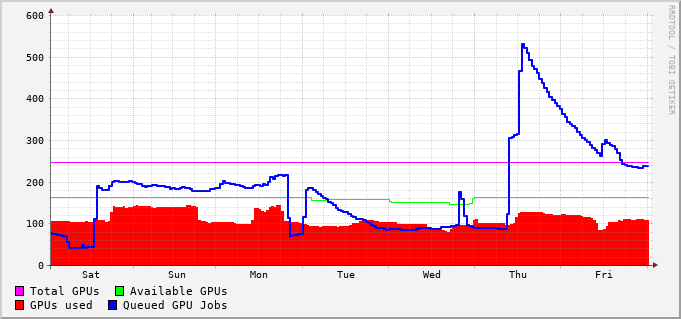 600
500
400
300
200
100
0
Sat Sun Mon Tue Wed Thu Fri
Total GPUs Available GPUs
GPUs used Queued GPU Jobs
RRDTOOL / TOBI OETIKER